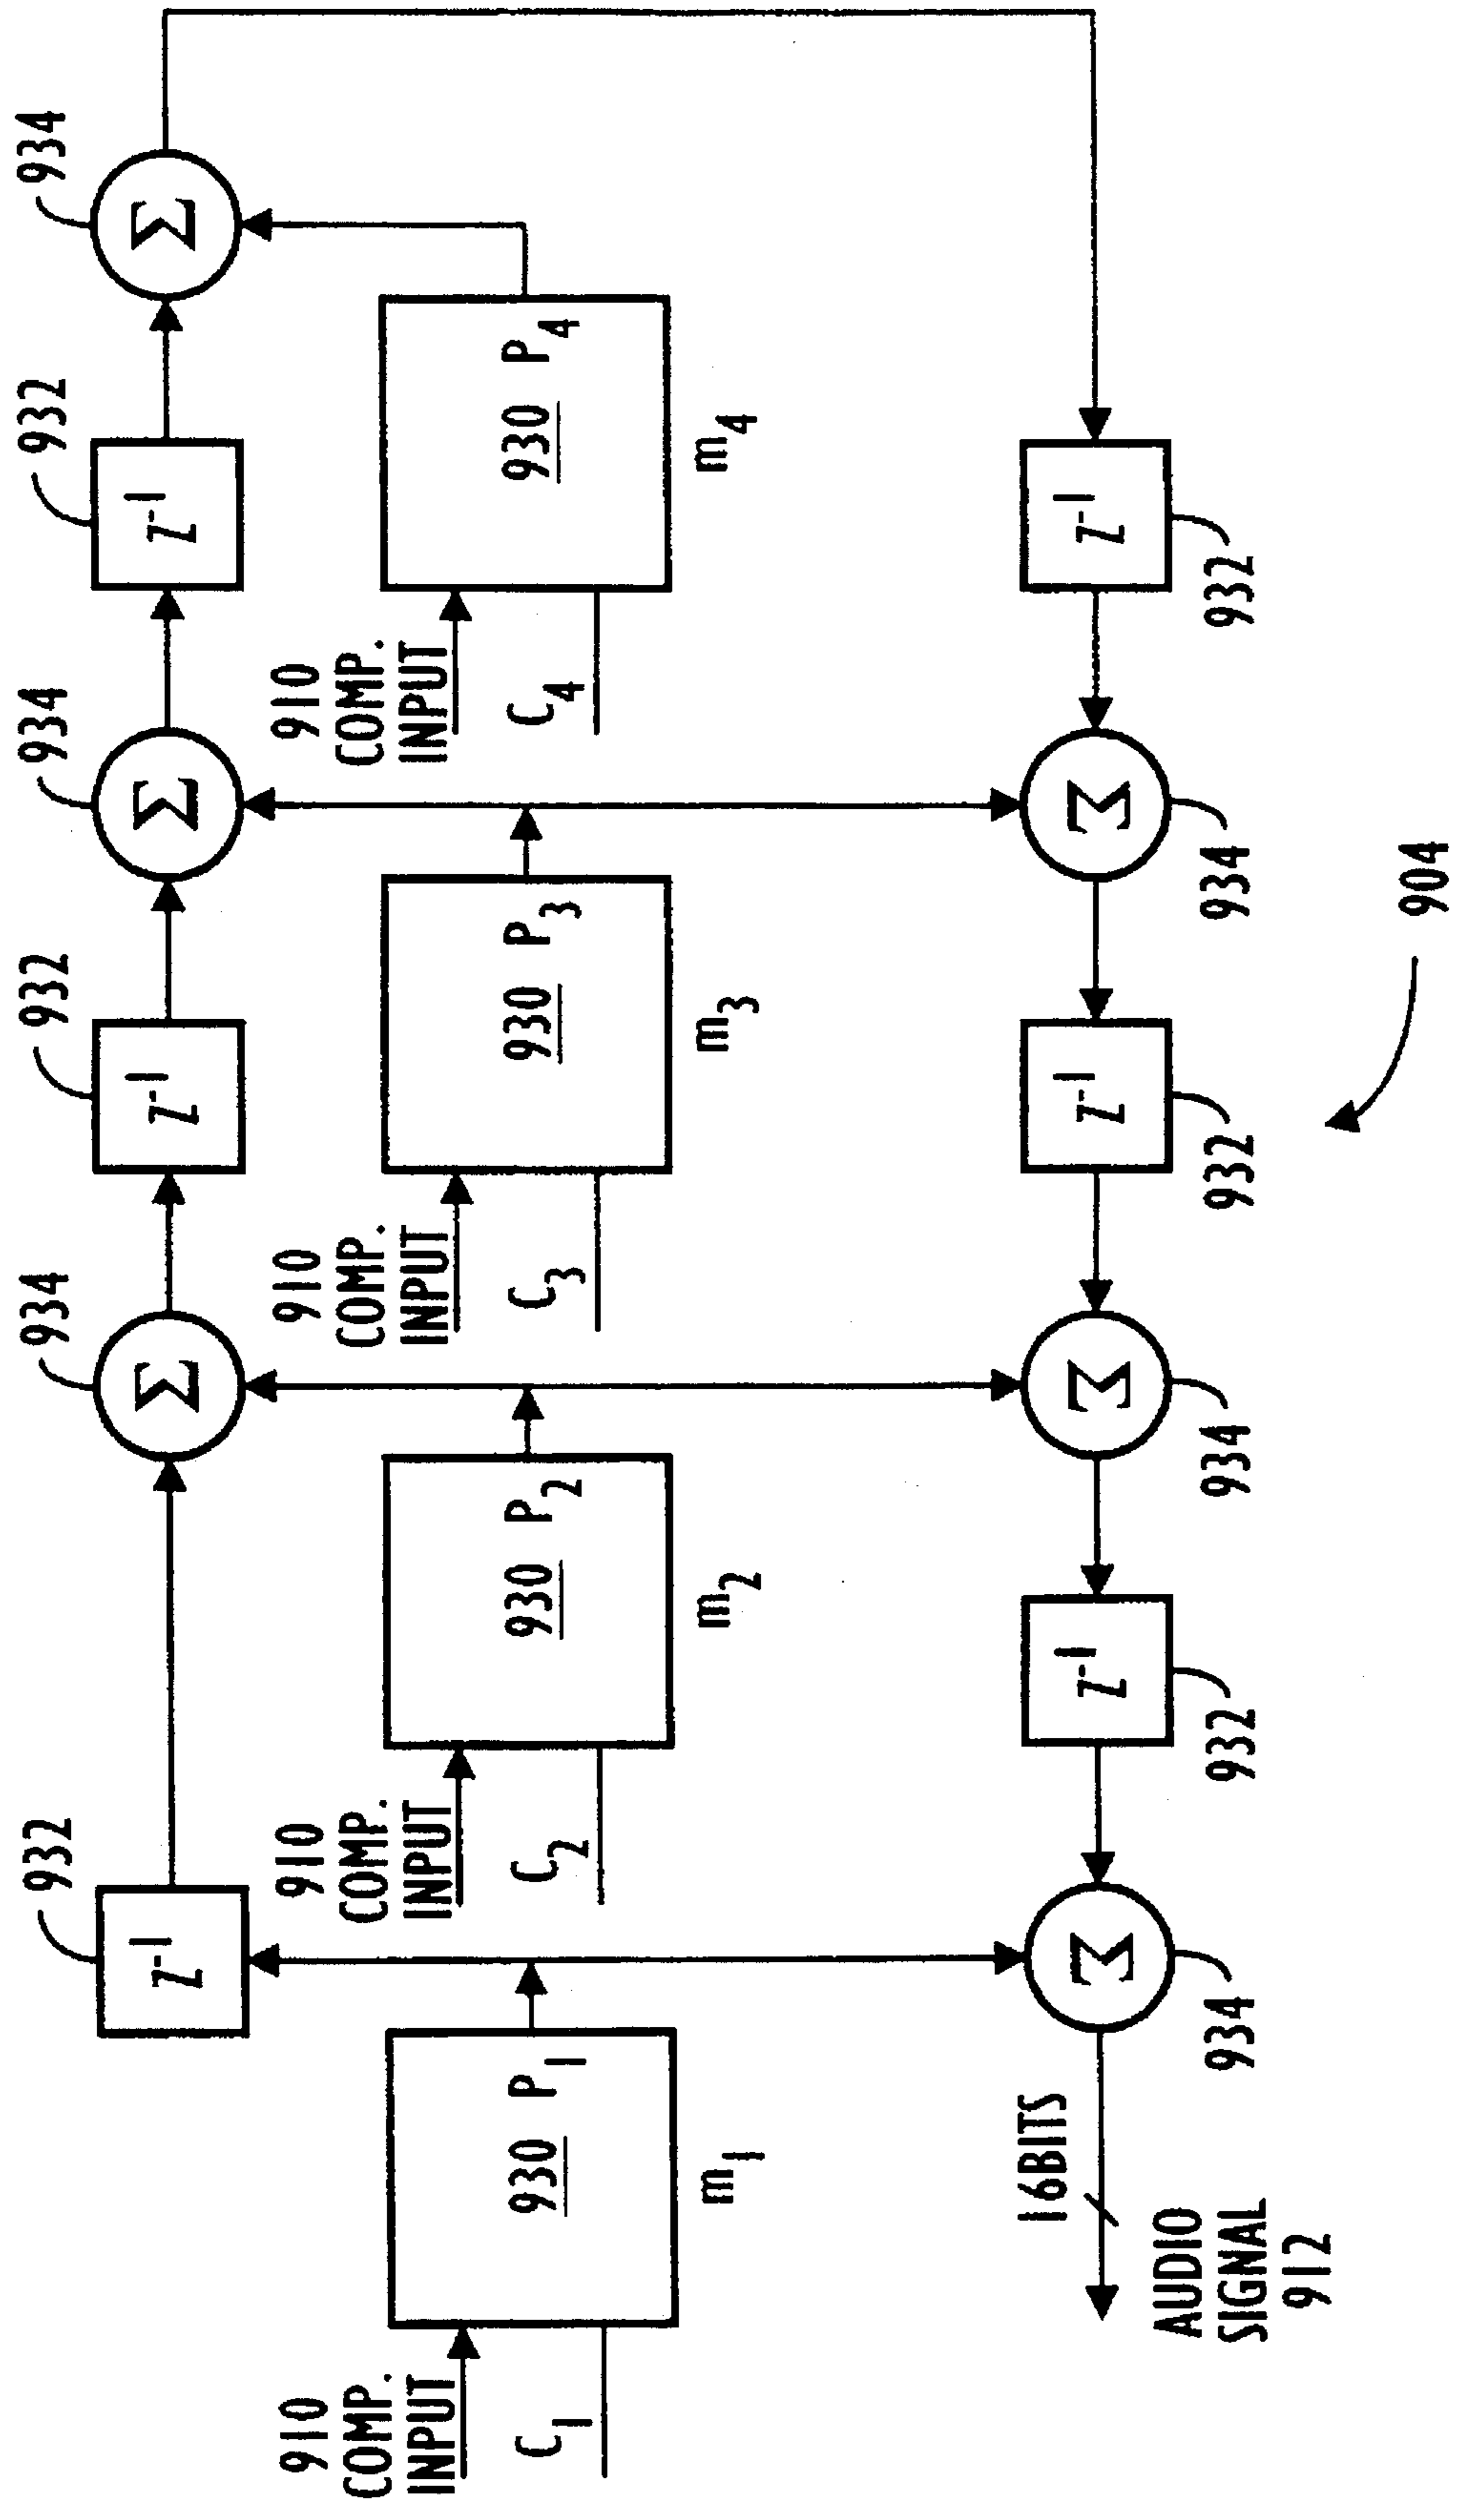 932
934
932
934
932
934
Z⁻¹
Σ
Z⁻¹
Σ
Z⁻¹
Σ
910
COMP.
INPUT
C₁
930 P₁
m₁
910
COMP.
INPUT
C₂
930 P₂
m₂
910
COMP.
INPUT
C₃
930 P₃
m₃
910
COMP.
INPUT
C₄
930 P₄
m₄
16BITS
AUDIO
SIGNAL
912
Σ
Z⁻¹
Σ
Z⁻¹
Σ
Z⁻¹
934
932
934
932
934
932
904